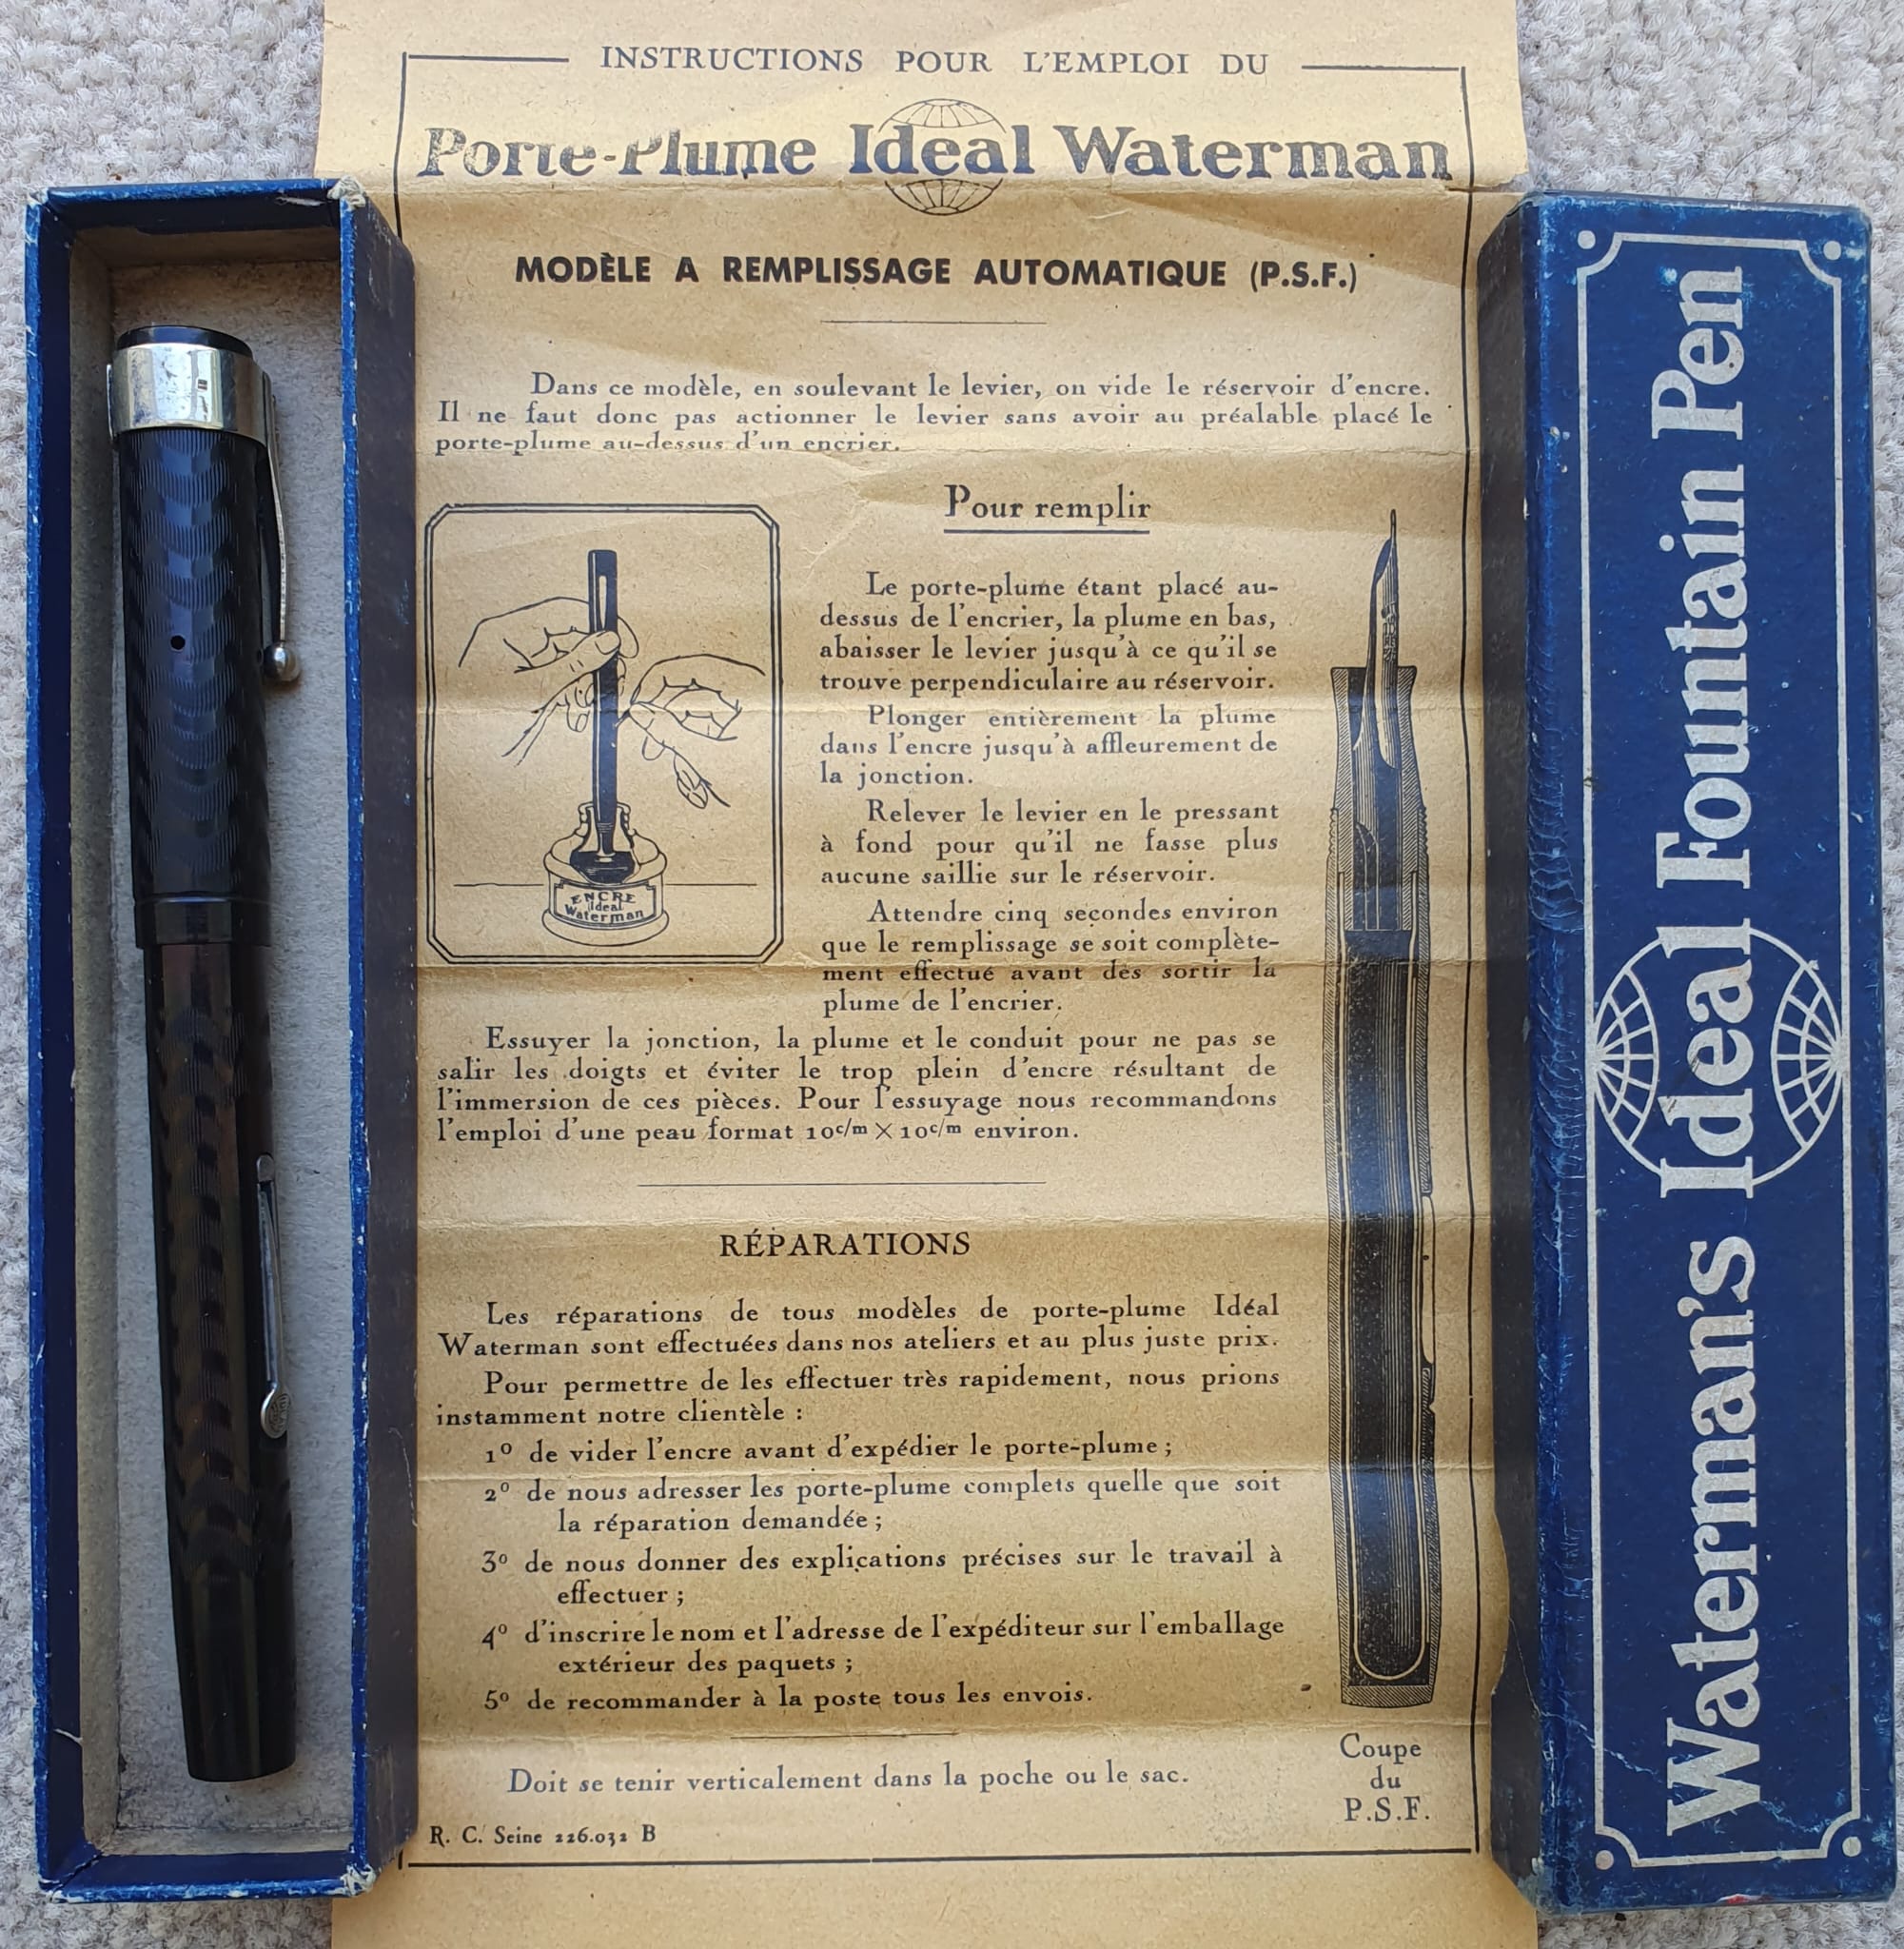 INSTRUCTIONS POUR L'EMPLOI DU
Porte-Plume Ideal Waterman
MODÈLE A REMPLISSAGE AUTOMATIQUE (P.S.F.)
Dans ce modèle, en soulevant le levier, on vide le réservoir d'encre.
Il ne faut donc pas actionner le levier sans avoir au préalable placé le
porte-plume au-dessus d'un encrier.
Pour remplir
Le porte-plume étant placé au-
dessus de l'encrier, la plume en bas,
abaisser le levier jusqu'à ce qu'il se
trouve perpendiculaire au réservoir.
Plonger entièrement la plume
dans l'encre jusqu'à affleurement de
la jonction.
Relever le levier en le pressant
à fond pour qu'il ne fasse plus
aucune saillie sur le réservoir.
Attendre cinq secondes environ
que le remplissage se soit complète-
ment effectué avant des sortir la
plume de l'encrier.
ENCRE
Ideal
Waterman
Essuyer la jonction, la plume et le conduit pour ne pas se
salir les doigts et éviter le trop plein d'encre résultant de
l'immersion de ces pièces. Pour l'essuyage nous recommandons
l'emploi d'une peau format 10c/m × 10c/m environ.
RÉPARATIONS
Les réparations de tous modèles de porte-plume Idéal
Waterman sont effectuées dans nos ateliers et au plus juste prix.
Pour permettre de les effectuer très rapidement, nous prions
instamment notre clientèle :
1° de vider l'encre avant d'expédier le porte-plume ;
2° de nous adresser les porte-plume complets quelle que soit
la réparation demandée ;
3° de nous donner des explications précises sur le travail à
effectuer ;
4° d'inscrire le nom et l'adresse de l'expéditeur sur l'emballage
extérieur des paquets ;
5° de recommander à la poste tous les envois.
Doit se tenir verticalement dans la poche ou le sac.
R. C. Seine 226.032 B
Coupe
du
P.S.F.
Waterman's Ideal Fountain Pen